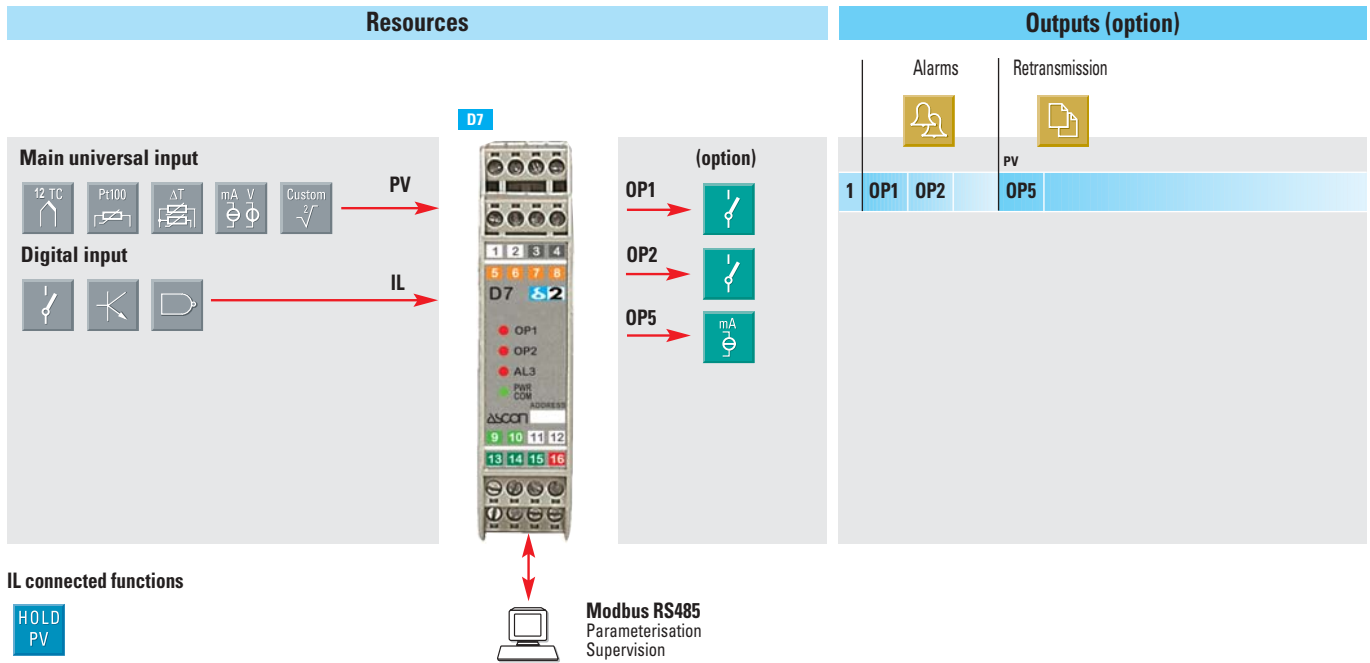 Resources
Outputs (option)
Alarms
Retransmission
D7
Main universal input
12 TC
Pt100
ΔT
mA V
Custom
2√
PV
Digital input
IL
1 2 3 4
5 6 7 8
D7 δ2
OP1
OP2
AL3
PWR
COM
ADDRESS
ascon
9 10 11 12
13 14 15 16
(option)
OP1
OP2
OP5
mA
PV
1 OP1 OP2 OP5
IL connected functions
HOLD
PV
Modbus RS485
Parameterisation
Supervision